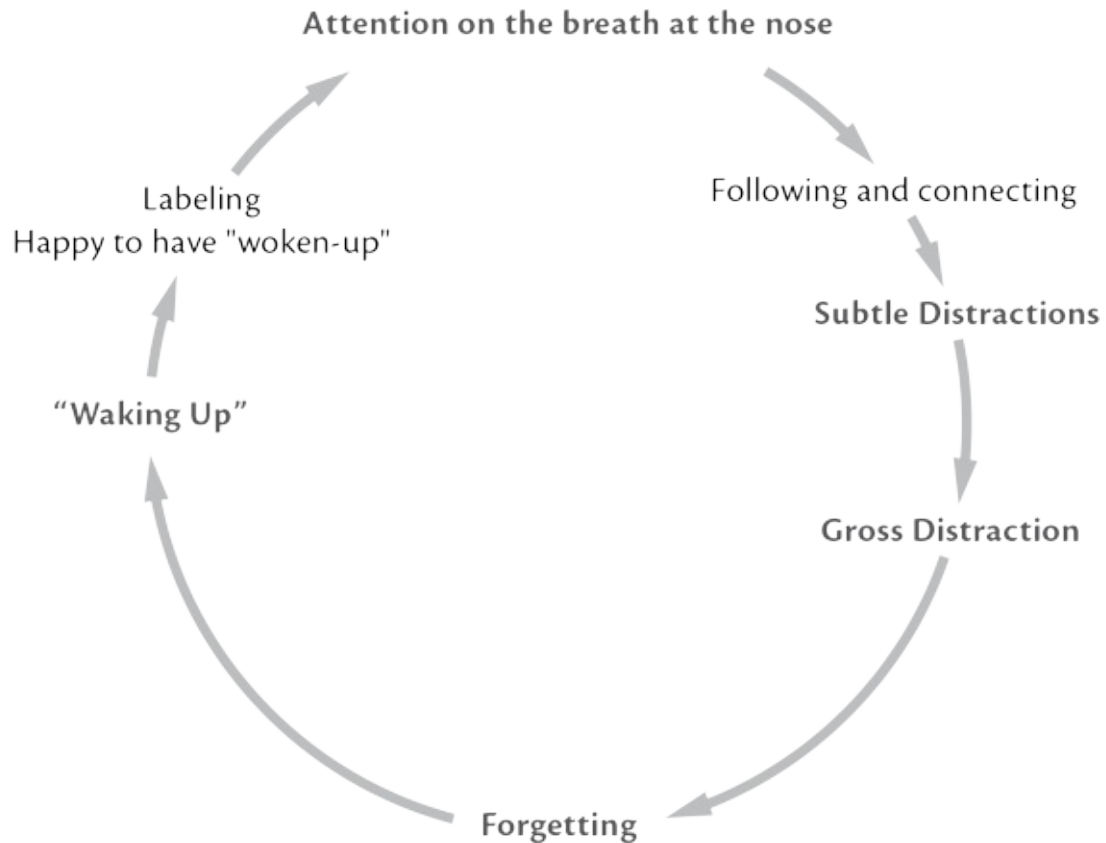 Attention on the breath at the nose
Following and connecting
Subtle Distractions
Gross Distraction
Forgetting
“Waking Up”
Labeling
Happy to have "woken-up"